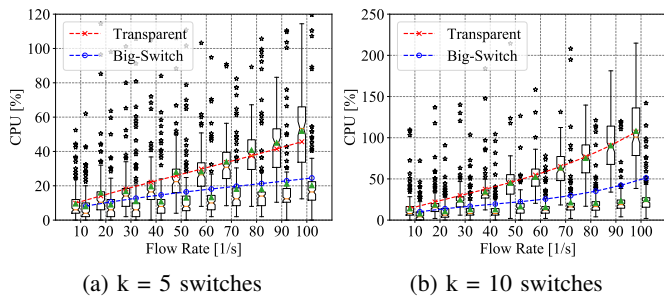 120
100
80
60
40
20
0
CPU [%]
Transparent
Big-Switch
10 20 30 40 50 60 70 80 90 100
Flow Rate [1/s]
(a) k = 5 switches
250
200
150
100
50
0
CPU [%]
Transparent
Big-Switch
10 20 30 40 50 60 70 80 90 100
Flow Rate [1/s]
(b) k = 10 switches